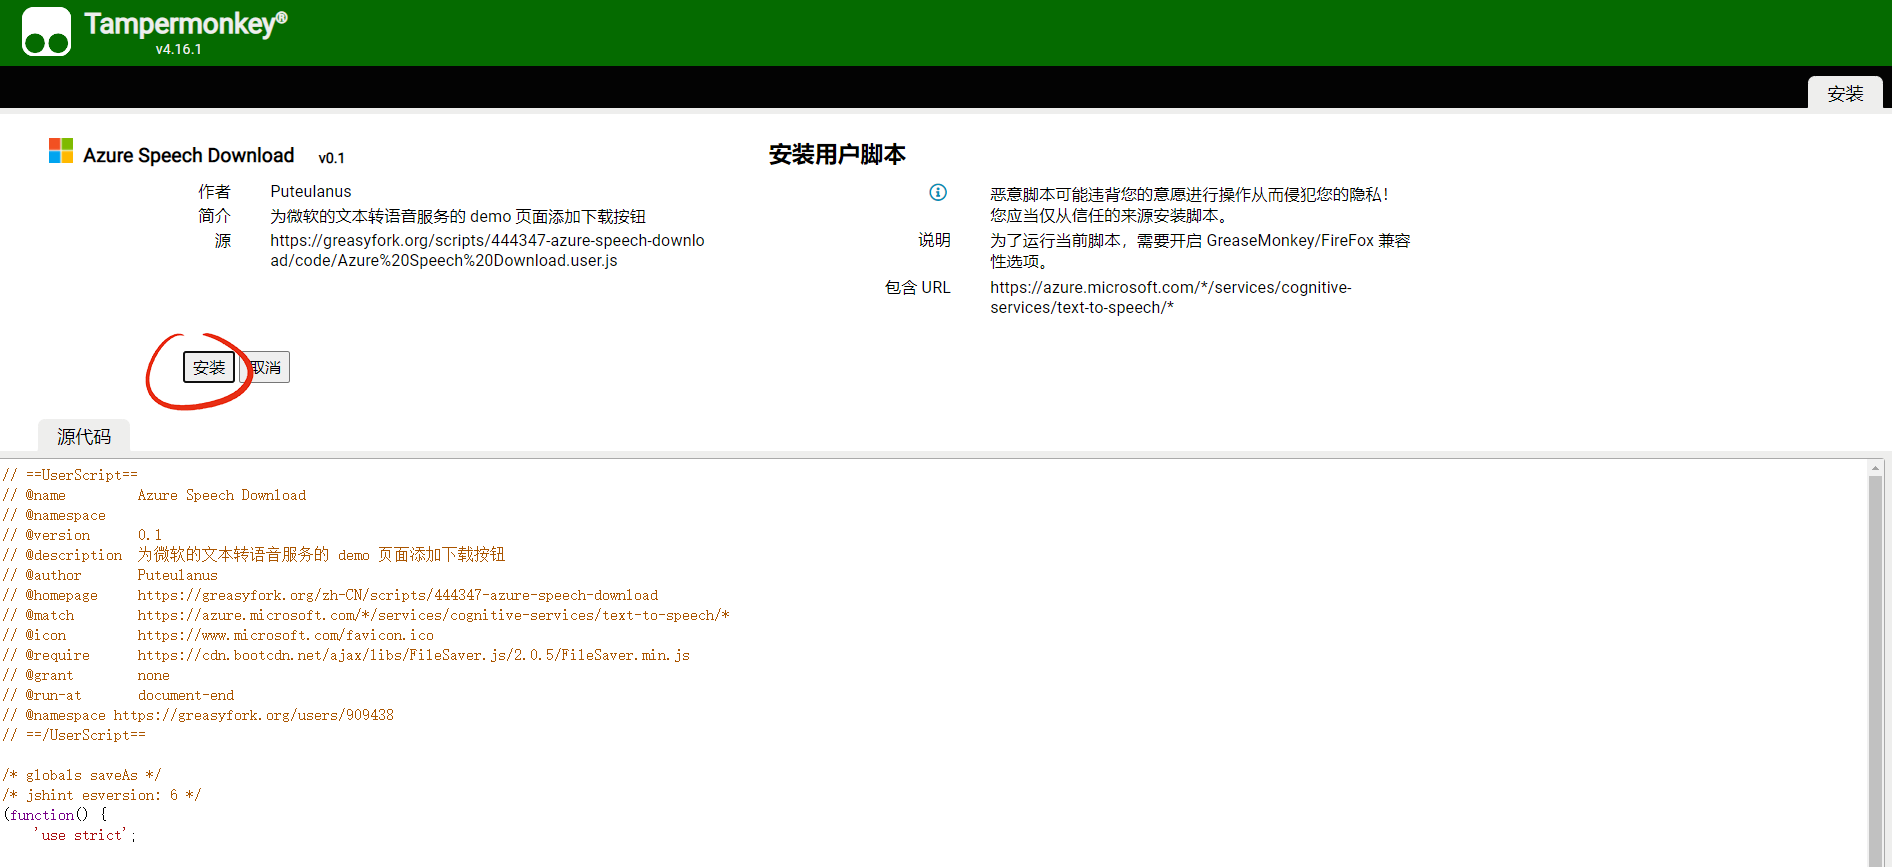 Tampermonkey®
v4.16.1
安装
Azure Speech Download v0.1
作者 Puteulanus
简介 为微软的文本转语音服务的 demo 页面添加下载按钮
源 https://greasyfork.org/scripts/444347-azure-speech-downlo
ad/code/Azure%20Speech%20Download.user.js
安装用户脚本
恶意脚本可能违背您的意愿进行操作从而侵犯您的隐私！
您应当仅从信任的来源安装脚本。
说明 为了运行当前脚本，需要开启 GreaseMonkey/FireFox 兼容
性选项。
包含 URL https://azure.microsoft.com/*/services/cognitive-
services/text-to-speech/*
安装 取消
源代码
// ==UserScript==
// @name Azure Speech Download
// @namespace
// @version 0.1
// @description 为微软的文本转语音服务的 demo 页面添加下载按钮
// @author Puteulanus
// @homepage https://greasyfork.org/zh-CN/scripts/444347-azure-speech-download
// @match https://azure.microsoft.com/*/services/cognitive-services/text-to-speech/*
// @icon https://www.microsoft.com/favicon.ico
// @require https://cdn.bootcdn.net/ajax/libs/FileSaver.js/2.0.5/FileSaver.min.js
// @grant none
// @run-at document-end
// @namespace https://greasyfork.org/users/909438
// ==/UserScript==
/* globals saveAs */
/* jshint esversion: 6 */
(function() {
'use strict';